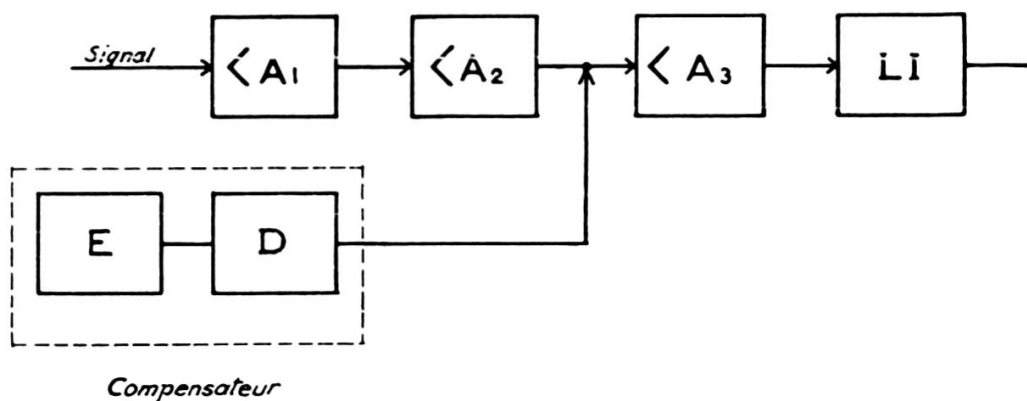 Signal
< A1
< A2
< A3
LI
E
D
Compensateur